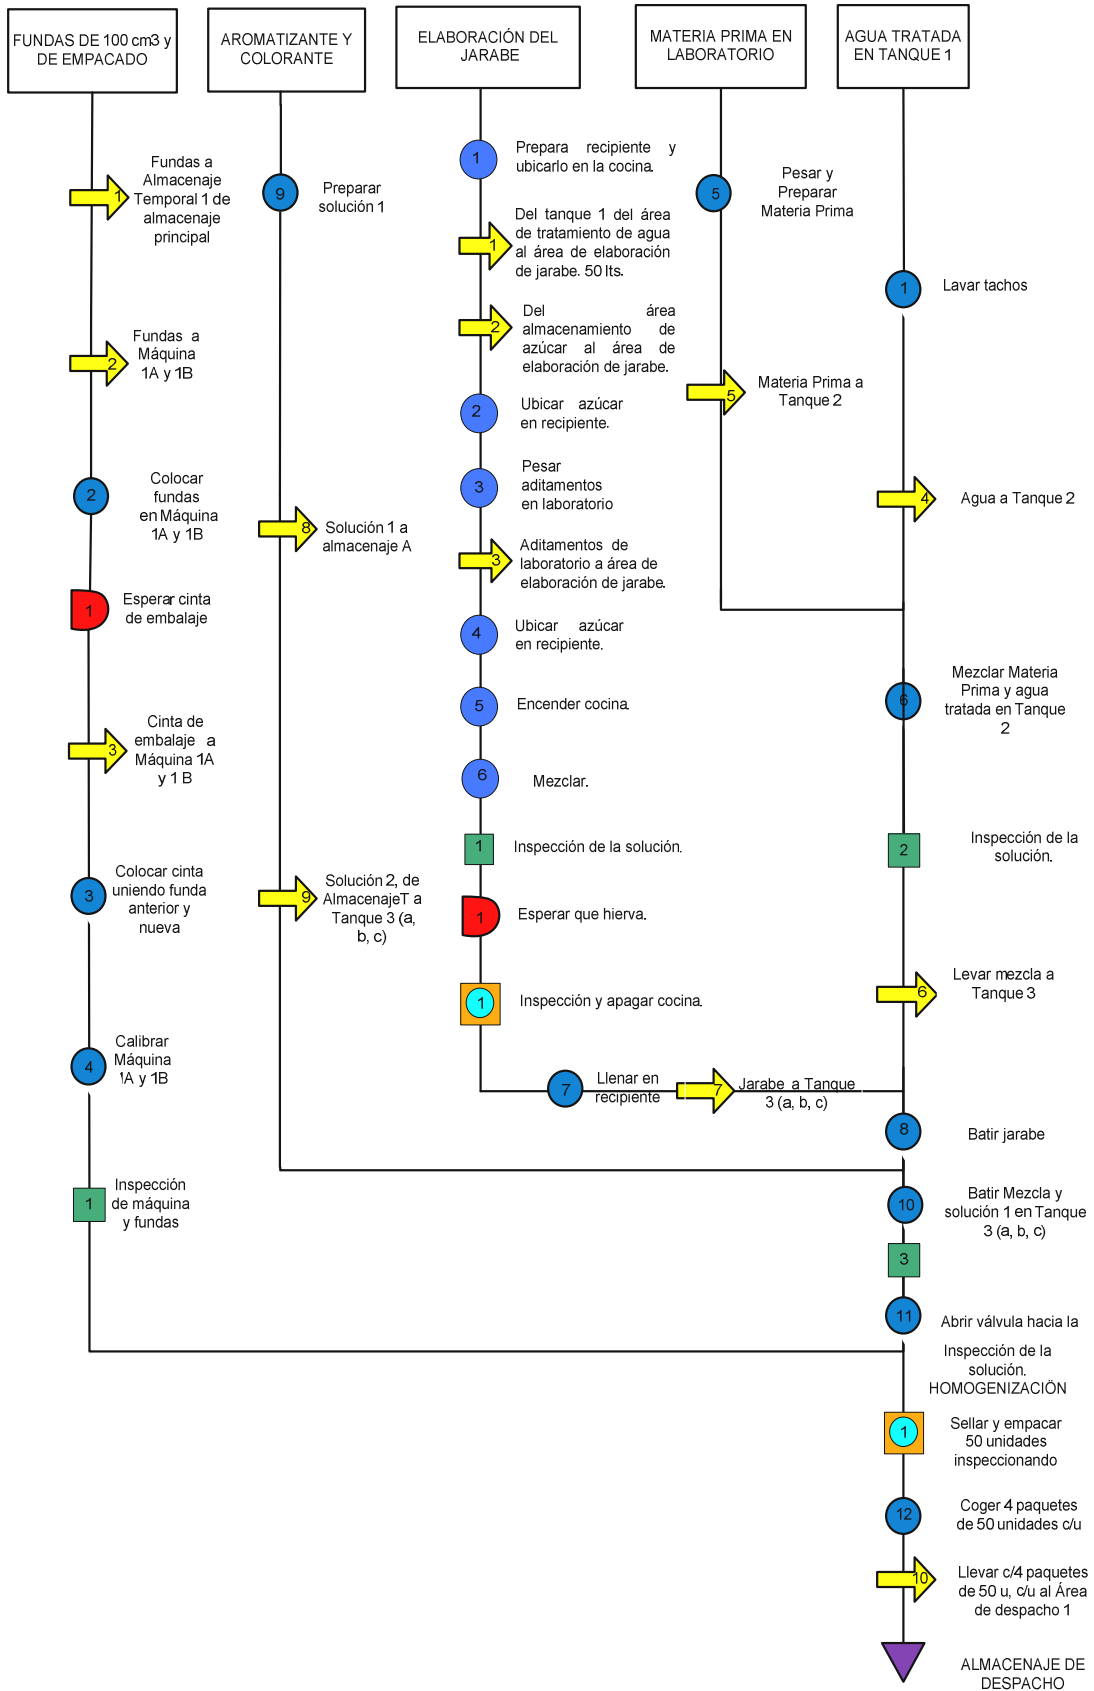 FUNDAS DE 100 cm3 y
DE EMPACADO
1
Fundas a
Almacenaje
Temporal 1 de
almacenaje
principal
2
Fundas a
Máquina
1A y 1B
2
Colocar
fundas
en Máquina
1A y 1B
1
Esperar cinta
de embalaje
3
Cinta de
embalaje a
Máquina 1A
y 1 B
3
Colocar cinta
uniendo funda
anterior y
nueva
4
Calibrar
Máquina
1A y 1B
1
Inspección
de máquina
y fundas
AROMATIZANTE Y
COLORANTE
9
Preparar
solución 1
8
Solución 1 a
almacenaje A
9
Solución 2, de
AlmacenajeT a
Tanque 3 (a,
b, c)
ELABORACIÓN DEL
JARABE
1
Prepara recipiente y
ubicarlo en la cocina.
1
Del tanque 1 del área
de tratamiento de agua
al área de elaboración
de jarabe. 50 lts.
2
Del área
almacenamiento de
azúcar al área de
elaboración de jarabe.
2
Ubicar azúcar
en recipiente.
3
Pesar
aditamentos
en laboratorio
3
Aditamentos de
laboratorio a área de
elaboración de jarabe.
4
Ubicar azúcar
en recipiente.
5
Encender cocina.
6
Mezclar.
1
Inspección de la solución.
1
Esperar que hierva.
1
Inspección y apagar cocina.
7
Llenar en
recipiente
7
Jarabe a Tanque
3 (a, b, c)
MATERIA PRIMA EN
LABORATORIO
5
Pesar y
Preparar
Materia Prima
5
Materia Prima a
Tanque 2
AGUA TRATADA
EN TANQUE 1
1
Lavar tachos
4
Agua a Tanque 2
6
Mezclar Materia
Prima y agua
tratada en Tanque
2
2
Inspección de la
solución.
6
Levar mezcla a
Tanque 3
8
Batir jarabe
10
Batir Mezcla y
solución 1 en Tanque
3 (a, b, c)
3
11
Abrir válvula hacia la
Inspección de la
solución.
HOMOGENIZACIÖN
1
Sellar y empacar
50 unidades
inspeccionando
12
Coger 4 paquetes
de 50 unidades c/u
10
Llevar c/4 paquetes
de 50 u, c/u al Área
de despacho 1
ALMACENAJE DE
DESPACHO